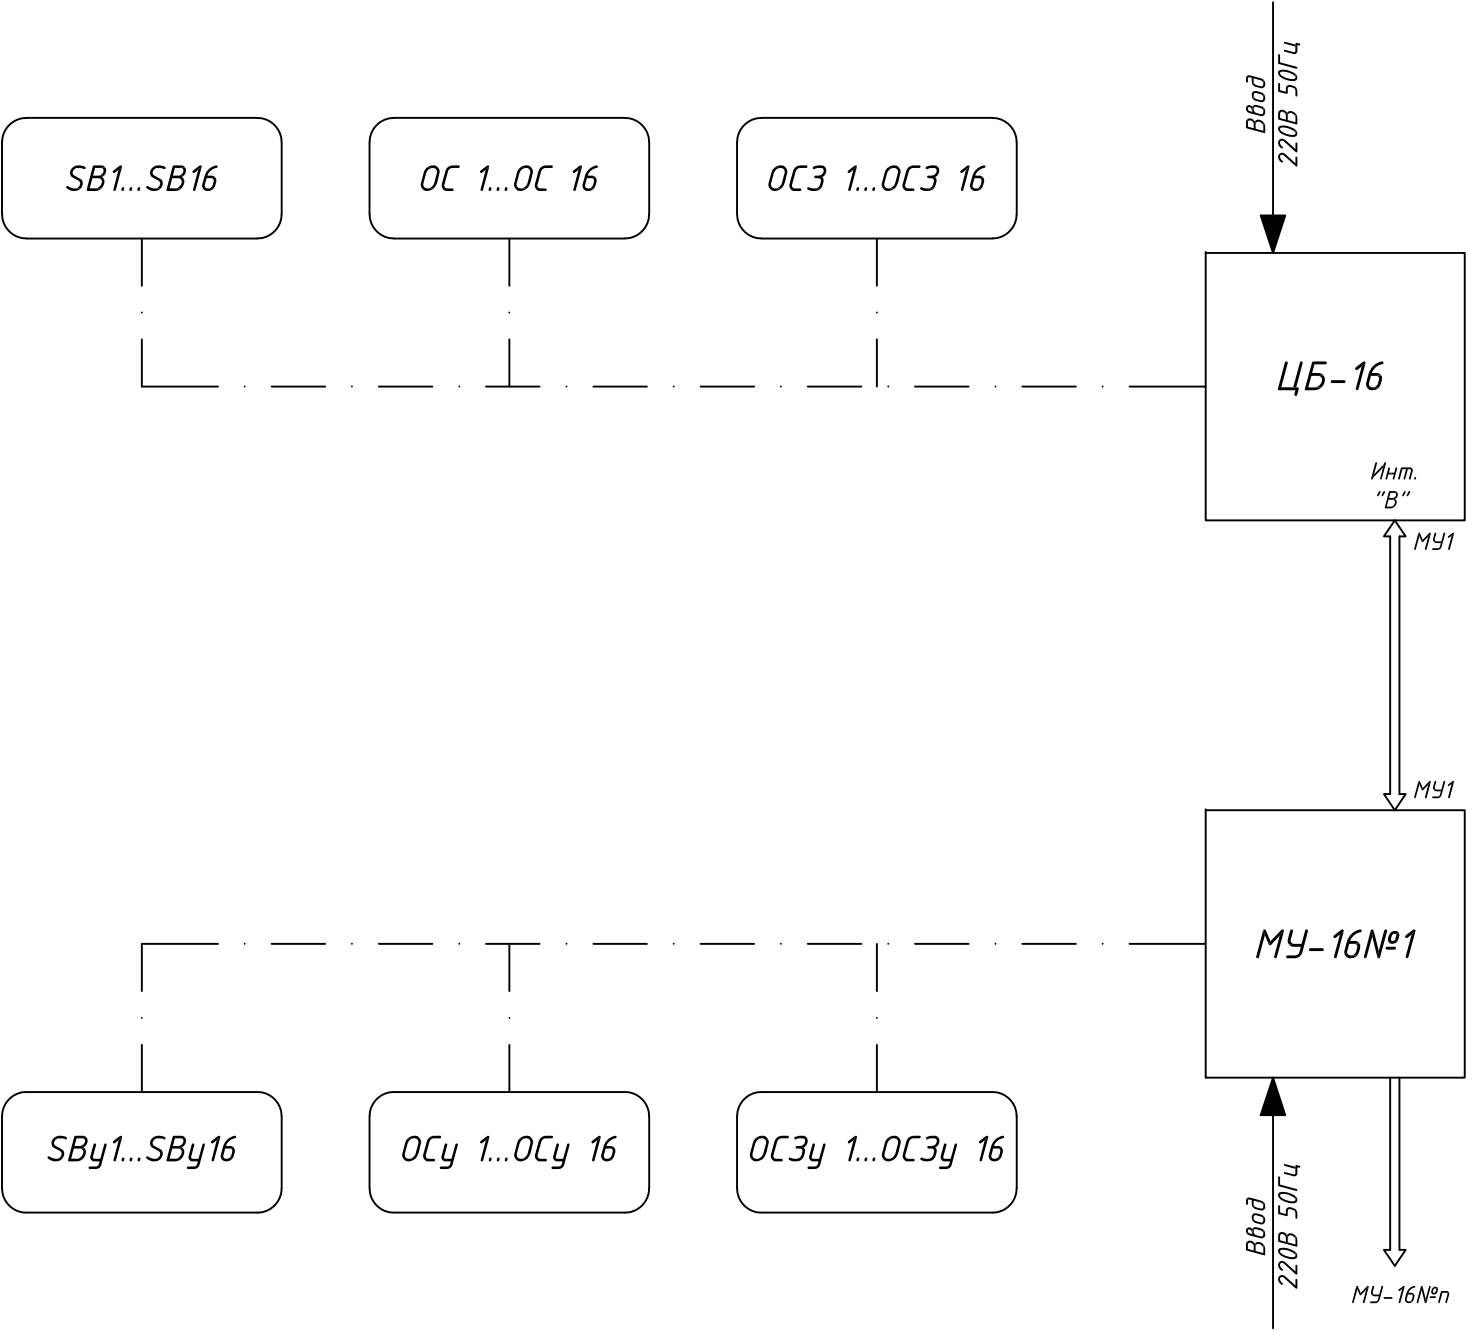 Ввод
220В 50Гц
SB1...SB16
ОС 1...ОС 16
ОСЗ 1...ОСЗ 16
ЦБ-16
Инт.
"В"
МУ1
МУ1
МУ-16№1
SBу1...SBу16
ОСу 1...ОСу 16
ОСЗу 1...ОСЗу 16
Ввод
220В 50Гц
МУ-16№n